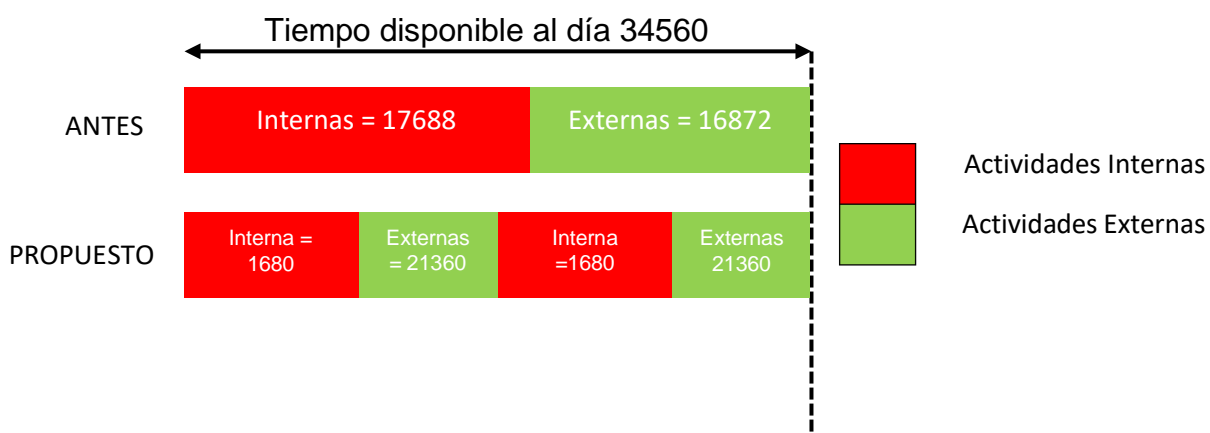 Tiempo disponible al día 34560
ANTES
Internas = 17688
Externas = 16872
Actividades Internas
Actividades Externas
PROPUESTO
Interna =
1680
Externas
= 21360
Interna
=1680
Externas
21360